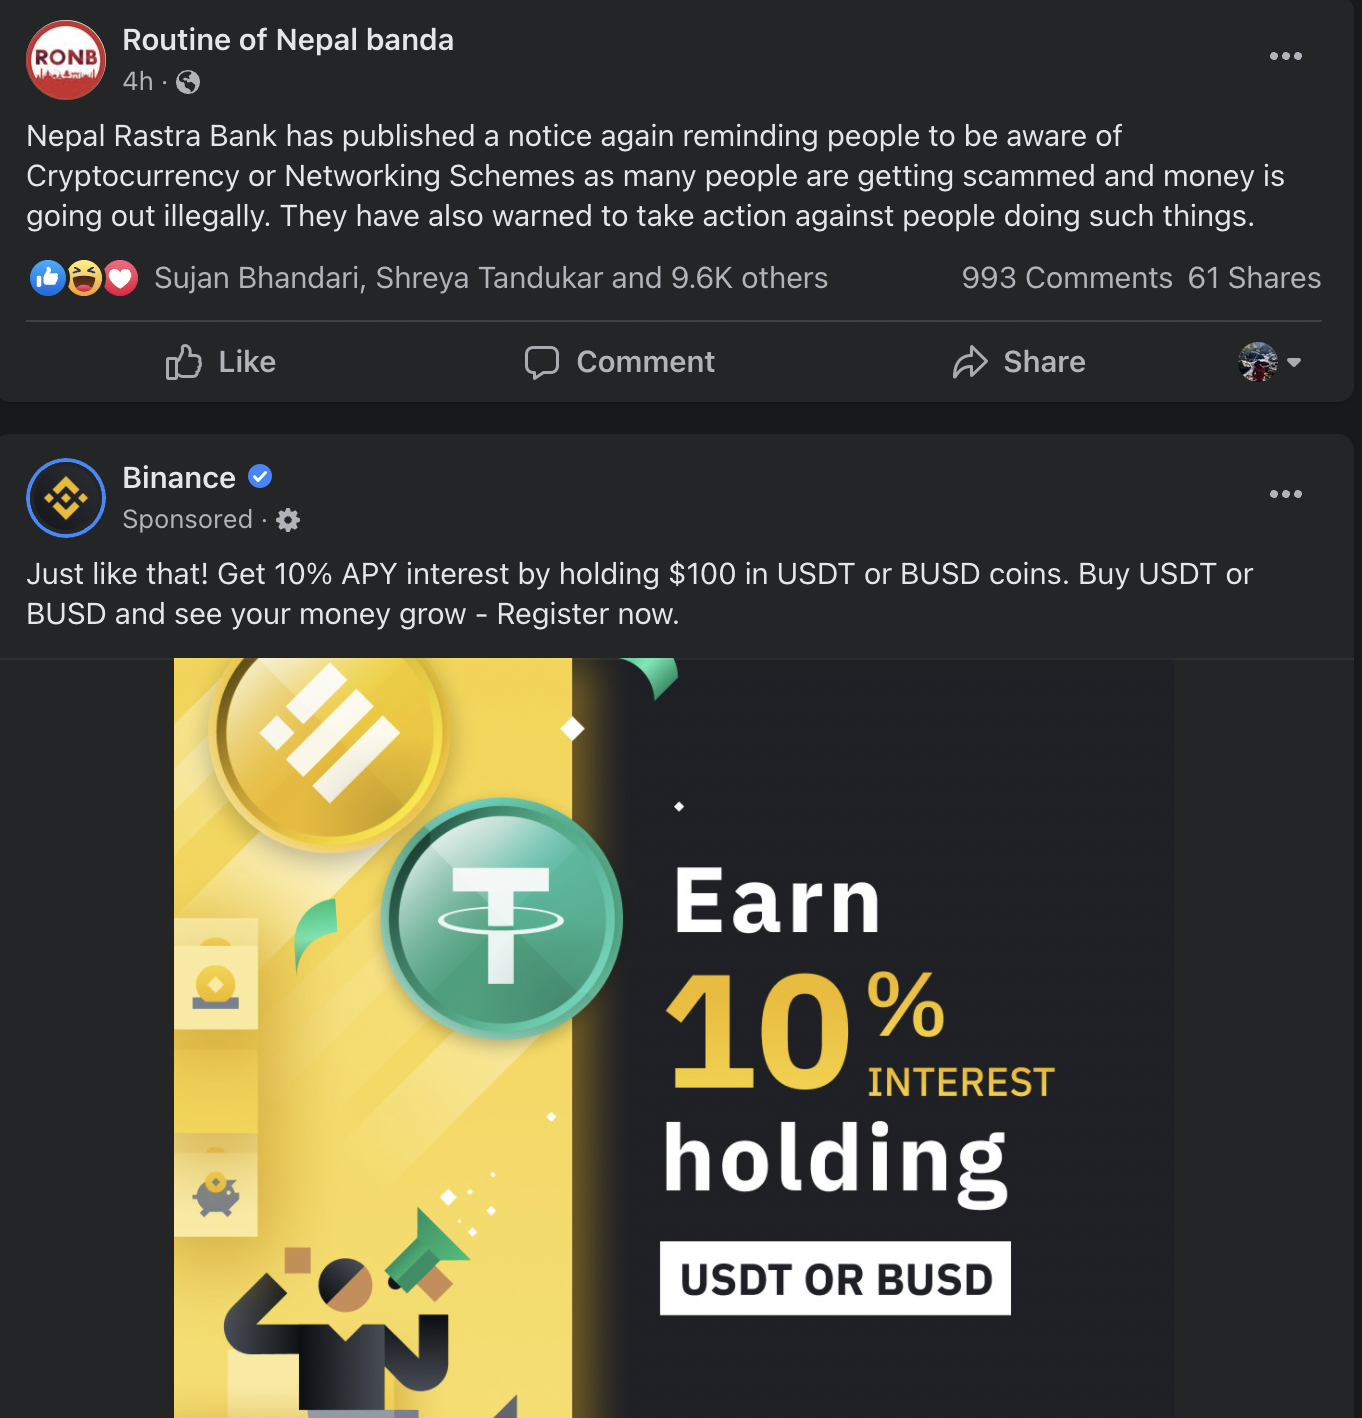 RONB
Routine of Nepal banda
4h ·
Nepal Rastra Bank has published a notice again reminding people to be aware of
Cryptocurrency or Networking Schemes as many people are getting scammed and money is
going out illegally. They have also warned to take action against people doing such things.
Sujan Bhandari, Shreya Tandukar and 9.6K others
993 Comments 61 Shares
Like
Comment
Share
Binance
Sponsored ·
Just like that! Get 10% APY interest by holding $100 in USDT or BUSD coins. Buy USDT or
BUSD and see your money grow - Register now.
Earn
10%
INTEREST
holding
USDT OR BUSD